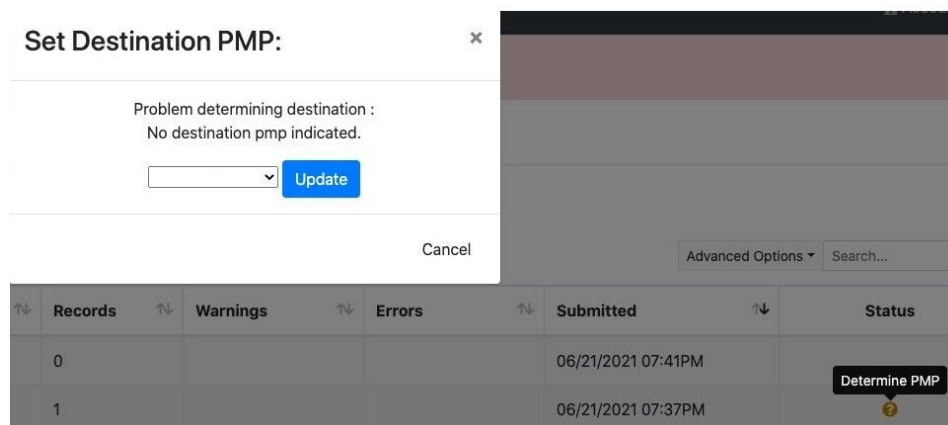 Set Destination PMP:
×
Problem determining destination :
No destination pmp indicated.
Update
Cancel
Advanced Options
Search...
Records Warnings Errors Submitted Status
0 06/21/2021 07:41PM
Determine PMP
1 06/21/2021 07:37PM ?